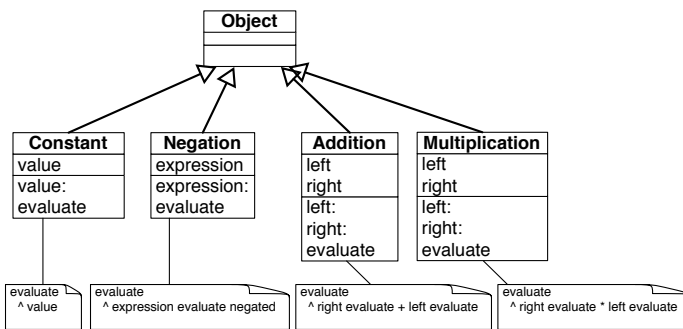 Object
Constant
value
value:
evaluate
Negation
expression
expression:
evaluate
Addition
left
right
left:
right:
evaluate
Multiplication
left
right
left:
right:
evaluate
evaluate
^ value
evaluate
^ expression evaluate negated
evaluate
^ right evaluate + left evaluate
evaluate
^ right evaluate * left evaluate